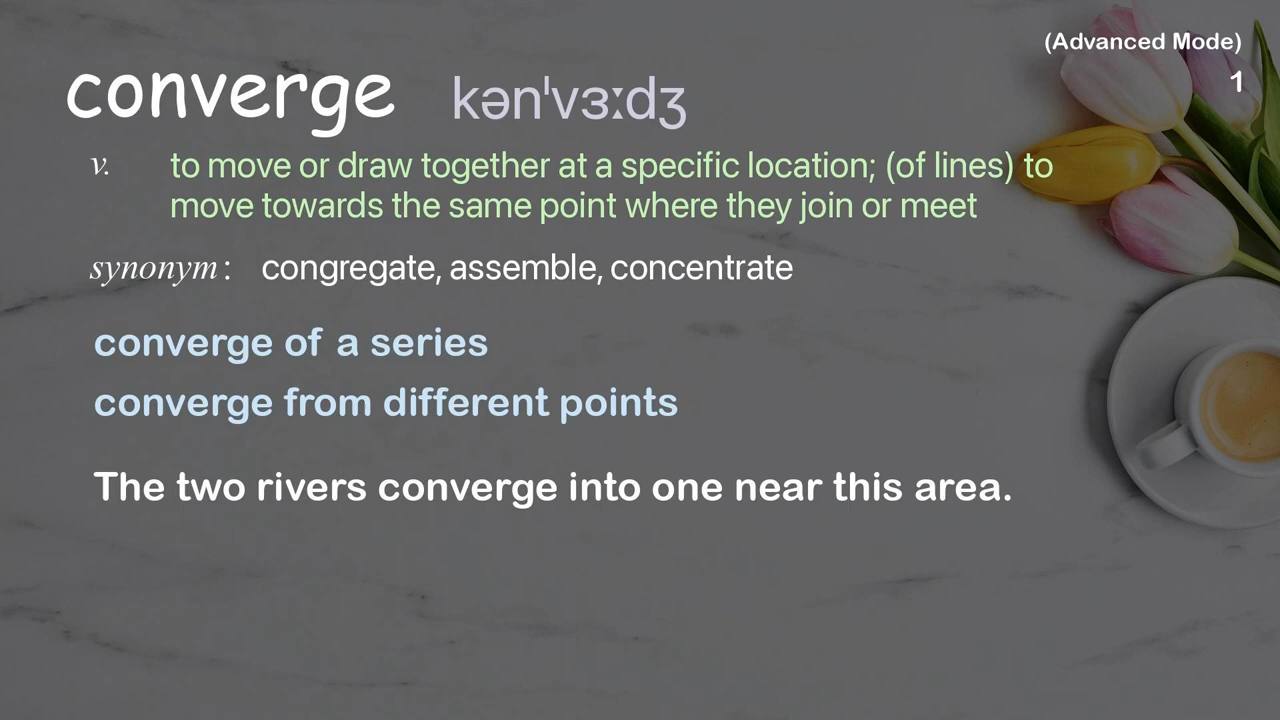 (Advanced Mode)
1
converge kənˈvɜːdʒ
v. to move or draw together at a specific location; (of lines) to
move towards the same point where they join or meet
synonym: congregate, assemble, concentrate
converge of a series
converge from different points
The two rivers converge into one near this area.